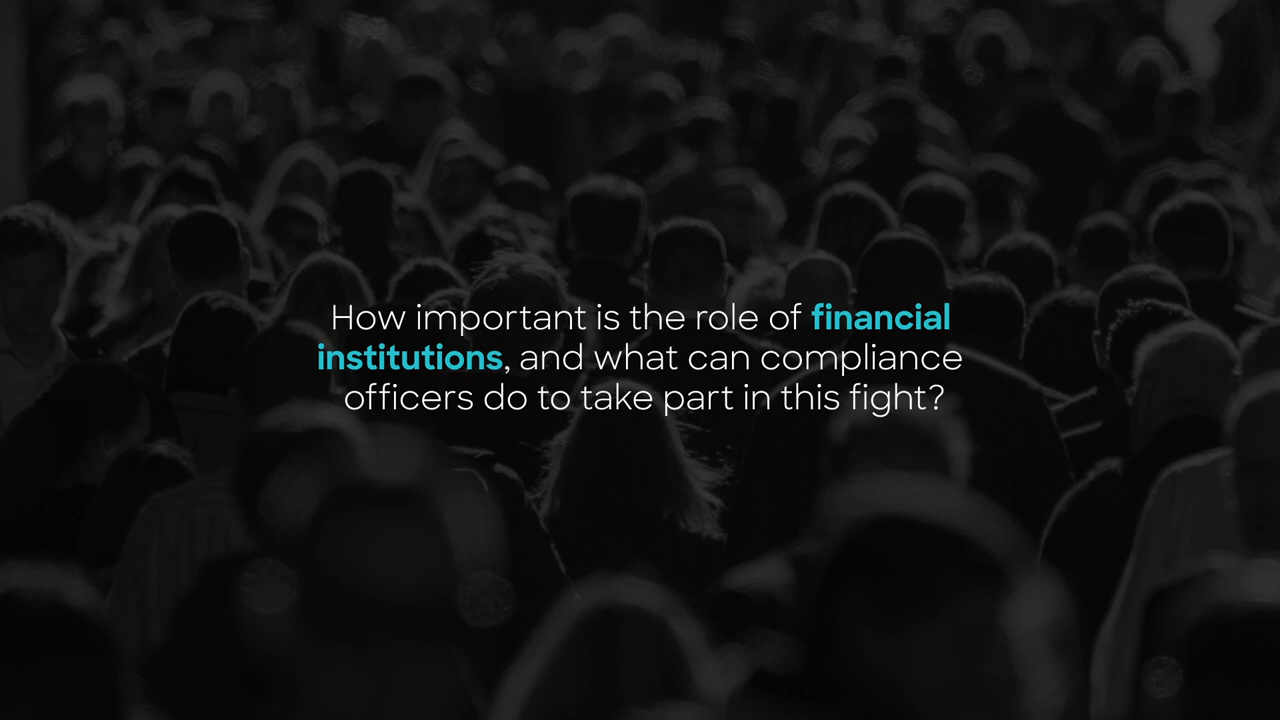 How important is the role of financial
institutions, and what can compliance
officers do to take part in this fight?